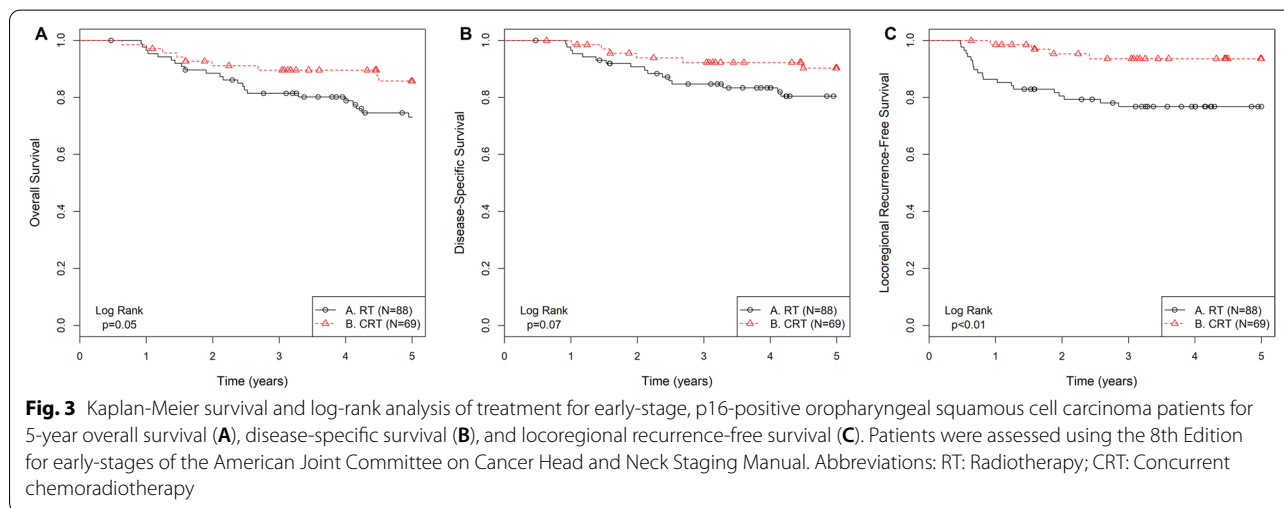 A
Overall Survival
1.0
0.8
0.6
0.4
0.2
0.0
Log Rank
p=0.05
A. RT (N=88)
B. CRT (N=69)
0 1 2 3 4 5
Time (years)
B
Disease-Specific Survival
1.0
0.8
0.6
0.4
0.2
0.0
Log Rank
p=0.07
A. RT (N=88)
B. CRT (N=69)
0 1 2 3 4 5
Time (years)
C
Locoregional Recurrence-Free Survival
1.0
0.8
0.6
0.4
0.2
0.0
Log Rank
p<0.01
A. RT (N=88)
B. CRT (N=69)
0 1 2 3 4 5
Time (years)
Fig. 3 Kaplan-Meier survival and log-rank analysis of treatment for early-stage, p16-positive oropharyngeal squamous cell carcinoma patients for
5-year overall survival (A), disease-specific survival (B), and locoregional recurrence-free survival (C). Patients were assessed using the 8th Edition
for early-stages of the American Joint Committee on Cancer Head and Neck Staging Manual. Abbreviations: RT: Radiotherapy; CRT: Concurrent
chemoradiotherapy